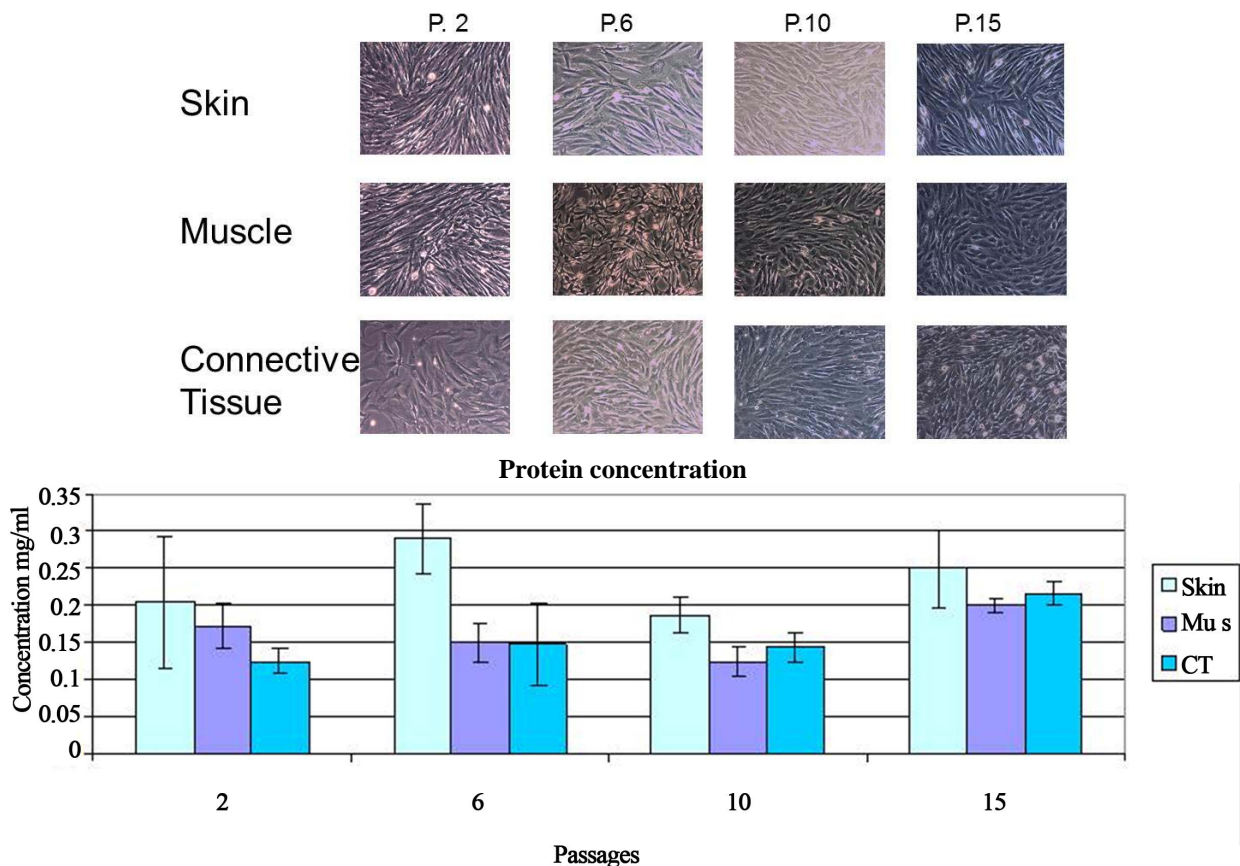 P. 2 P.6 P.10 P.15
Skin
Muscle
Connective
Tissue
Protein concentration
Concentration mg/ml
0.35
0.3
0.25
0.2
0.15
0.1
0.05
0
2 6 10 15
Passages
Skin
Mu s
CT